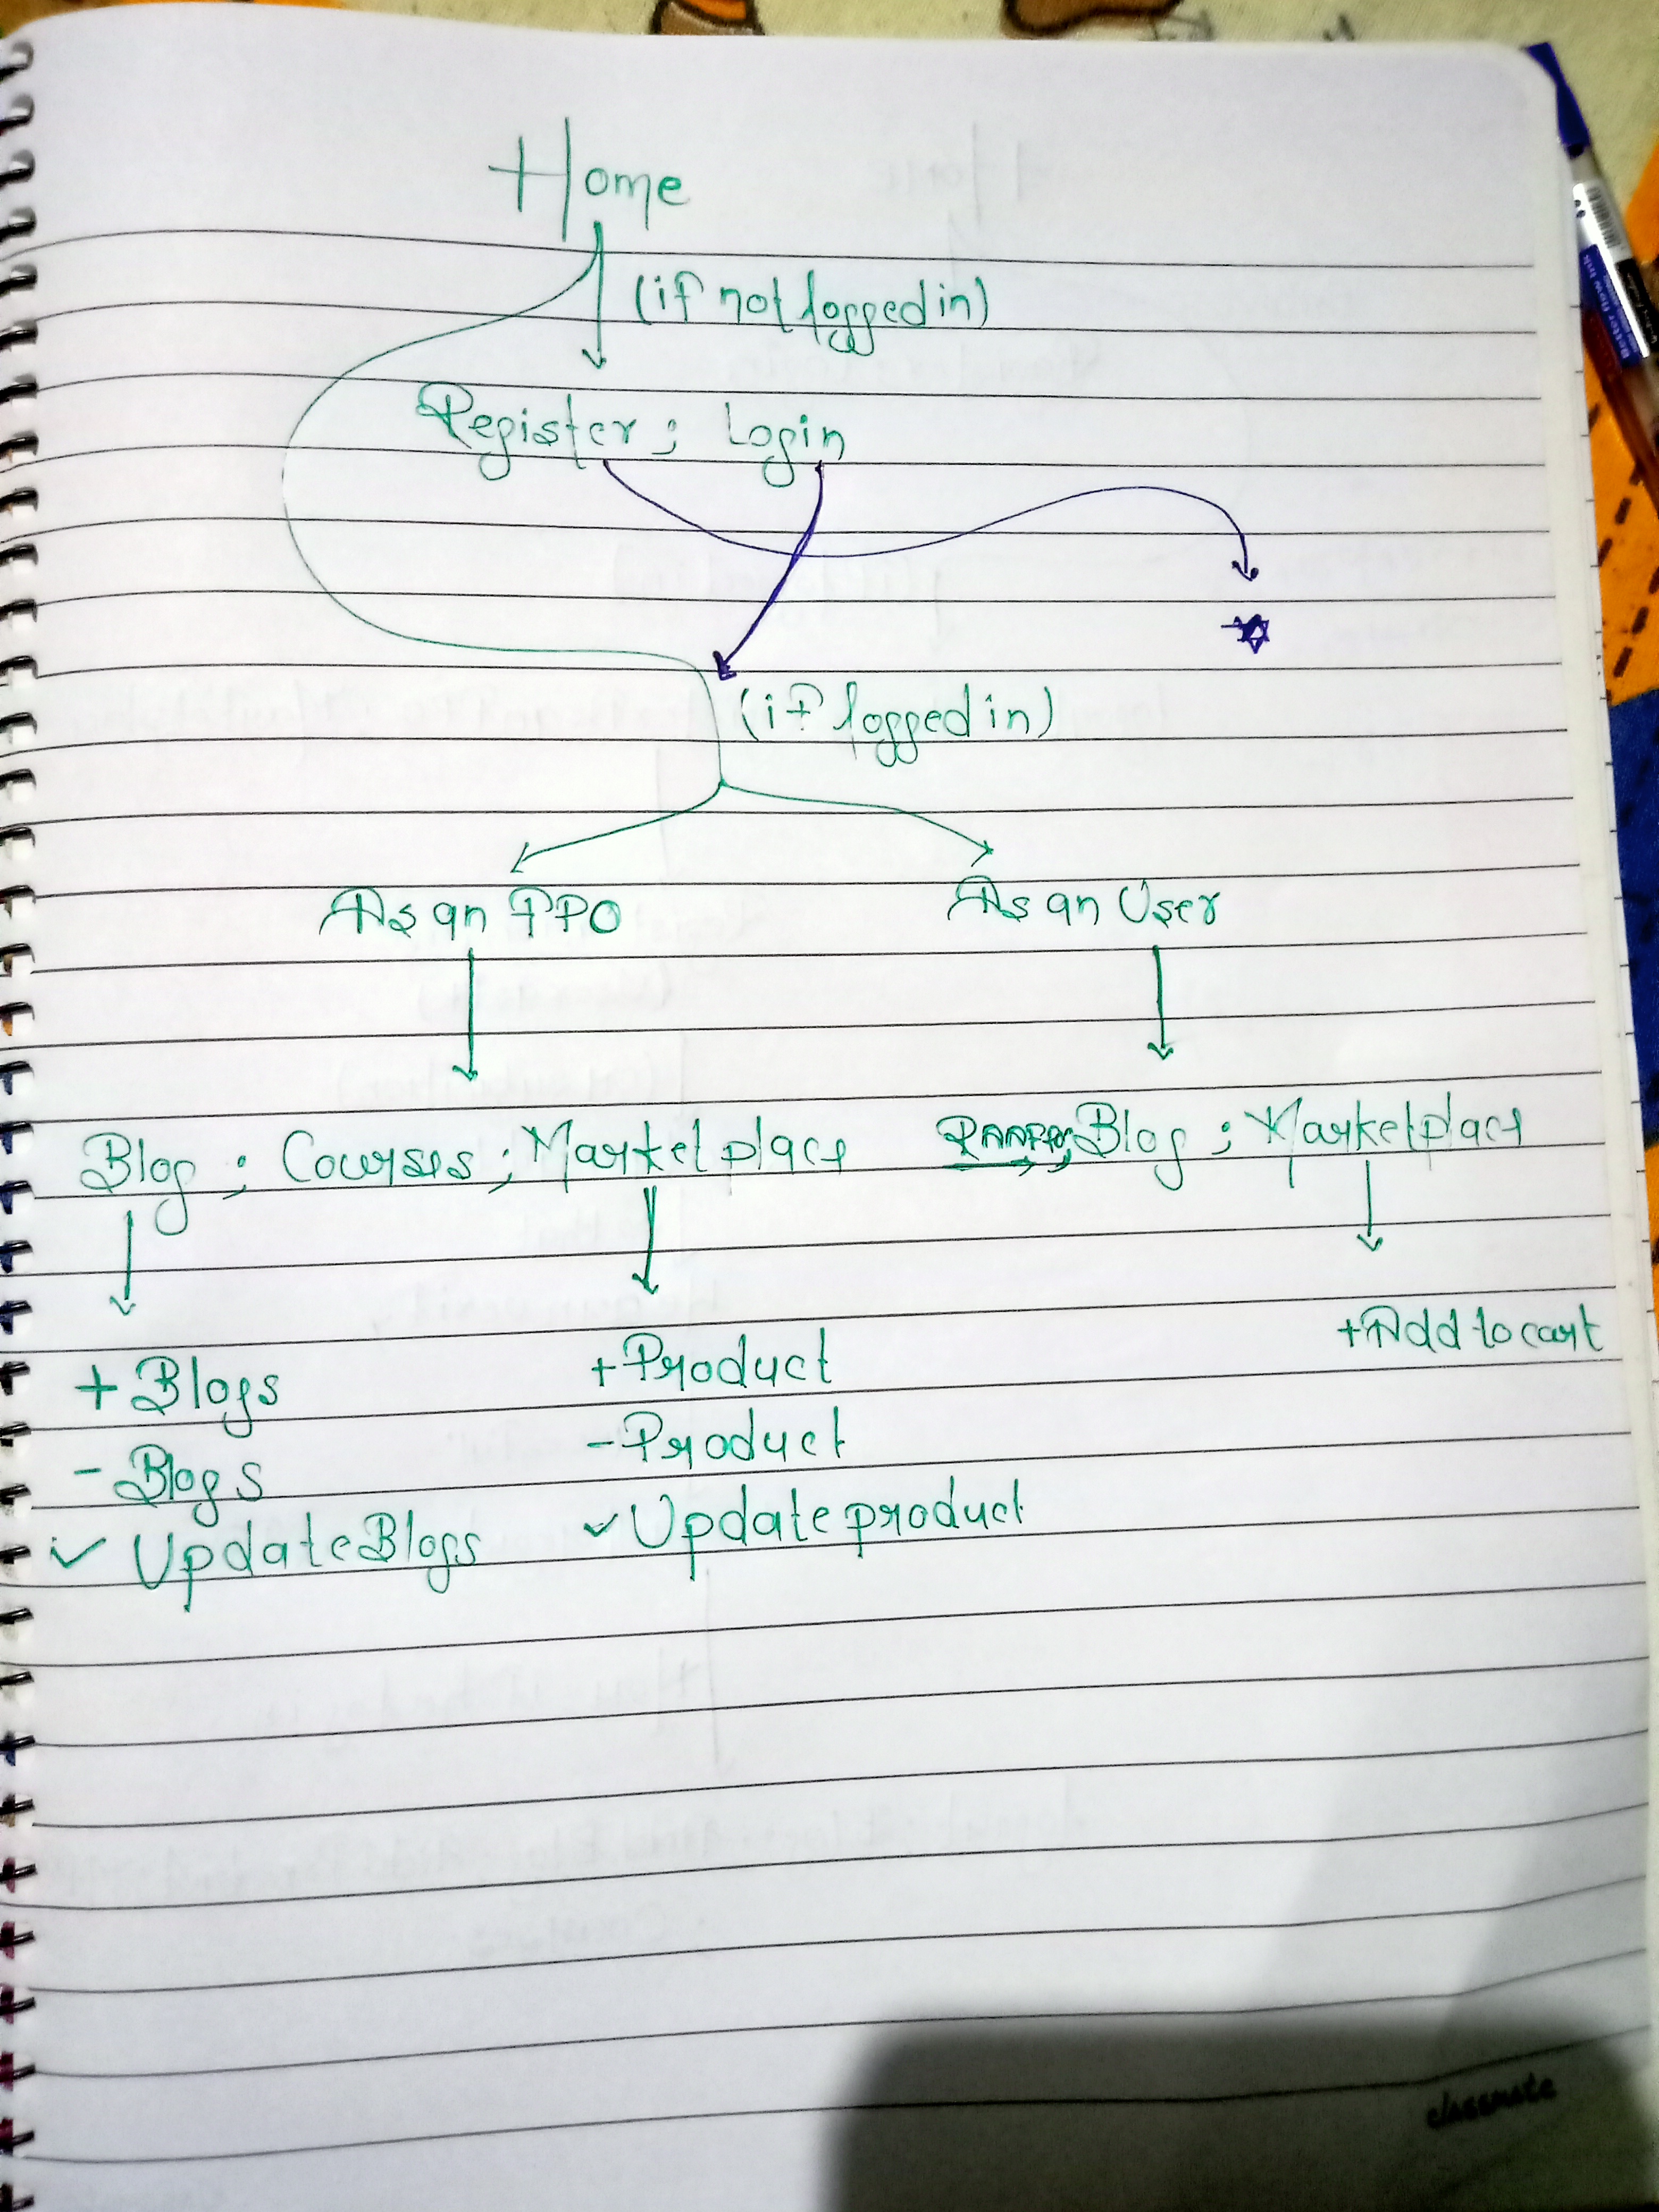 Home
(if not logged in)
Register ; Login
(if logged in)
As an FPO
As an User
Blog ; Courses ; Marketplace
Blog ; Marketplace
+ Blogs
- Blogs
✓ Update Blogs
+ Product
- Product
✓ Update product
+ Add to cart
classmate